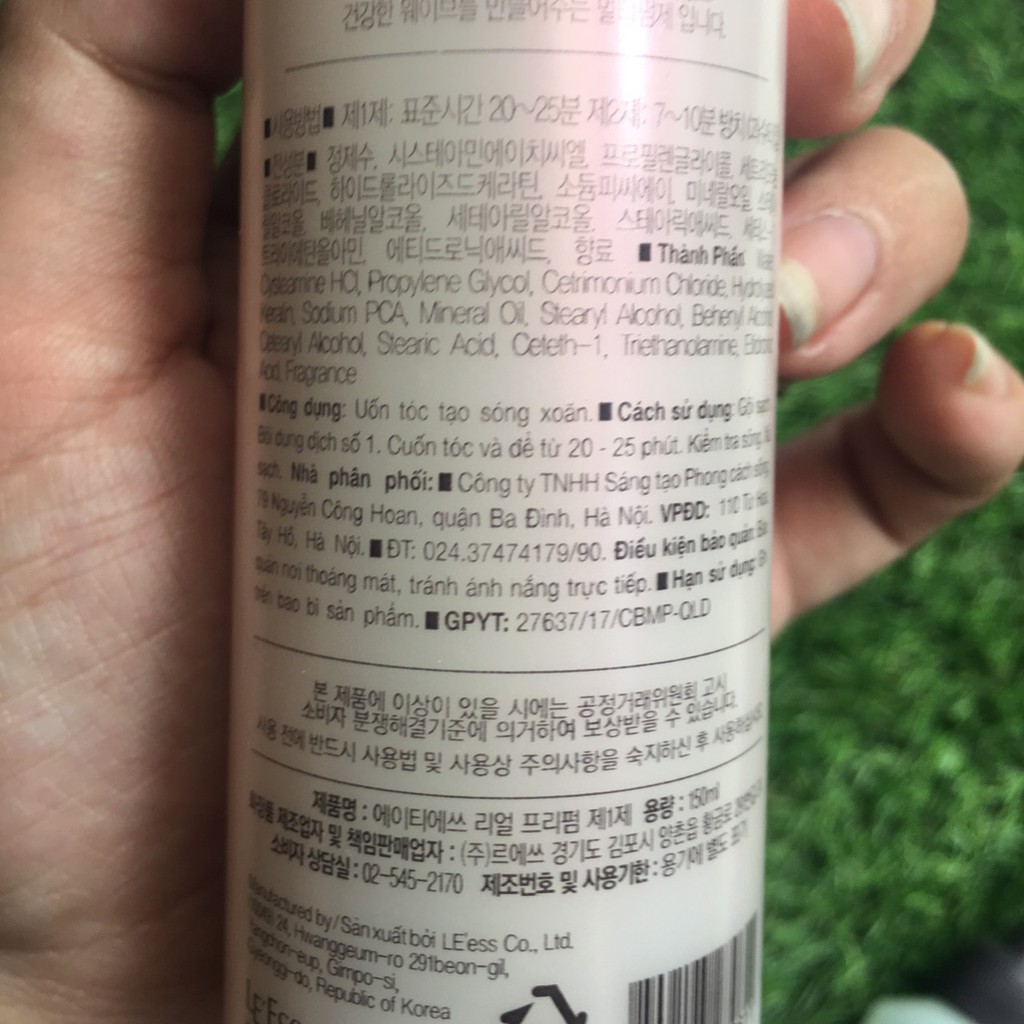 건강한 웨이브를 만들어주는 멀티펌제 입니다.
■사용방법■ 제1제: 표준시간 20~25분 제2제: 7~10분 방치
■전성분■ 정제수, 시스테아민에이치씨엘, 프로필렌글라이콜,
하이드롤라이즈드케라틴, 소듐피씨에이, 미네랄오일,
베헤닐알코올, 세테아릴알코올, 스테아릭애씨드,
트라이에탄올아민, 에티드로닉애씨드, 향료 ■ Thành Phần
Cysteamine HCl, Propylene Glycol, Cetrimonium Chloride,
Keratin, Sodium PCA, Mineral Oil, Stearyl Alcohol, Behenyl
Cetearyl Alcohol, Stearic Acid, Ceteth-1, Triethanolamine,
Acid, Fragrance
■Công dụng: Uốn tóc tạo sóng xoăn. ■ Cách sử dụng:
Bôi dung dịch số 1. Cuốn tóc và để từ 20 - 25 phút. Kiểm tra sóng.
sạch. Nhà phân phối: ■ Công ty TNHH Sáng tạo Phong cách sống,
79 Nguyễn Công Hoan, quận Ba Đình, Hà Nội. VPĐD: 110
Tây Hồ, Hà Nội. ■ ĐT: 024.37474179/90. Điều kiện bảo quản:
quản nơi thoáng mát, tránh ánh nắng trực tiếp. ■ Hạn sử dụng:
trên bao bì sản phẩm. ■ GPYT: 27637/17/CBMP-QLD
본 제품에 이상이 있을 시에는 공정거래위원회 고시
소비자 분쟁해결기준에 의거하여 보상받을 수 있습니다.
사용 전에 반드시 사용법 및 사용상 주의사항을 숙지하신 후 사용하십시오.
제품명 : 에이티에쓰 리얼 프리펌 제1제 용량 : 150ml
화장품 제조업자 및 책임판매업자 : (주)르에쓰 경기도 김포시 양촌읍 황금로
소비자 상담실 : 02-545-2170 제조번호 및 사용기한 : 용기에 별도 표기
Manufactured by/Sản xuất bởi LE'ess Co., Ltd.
24, Hwanggeum-ro 291beon-gil,
Yangchon-eup, Gimpo-si,
Gyeonggi-do, Republic of Korea